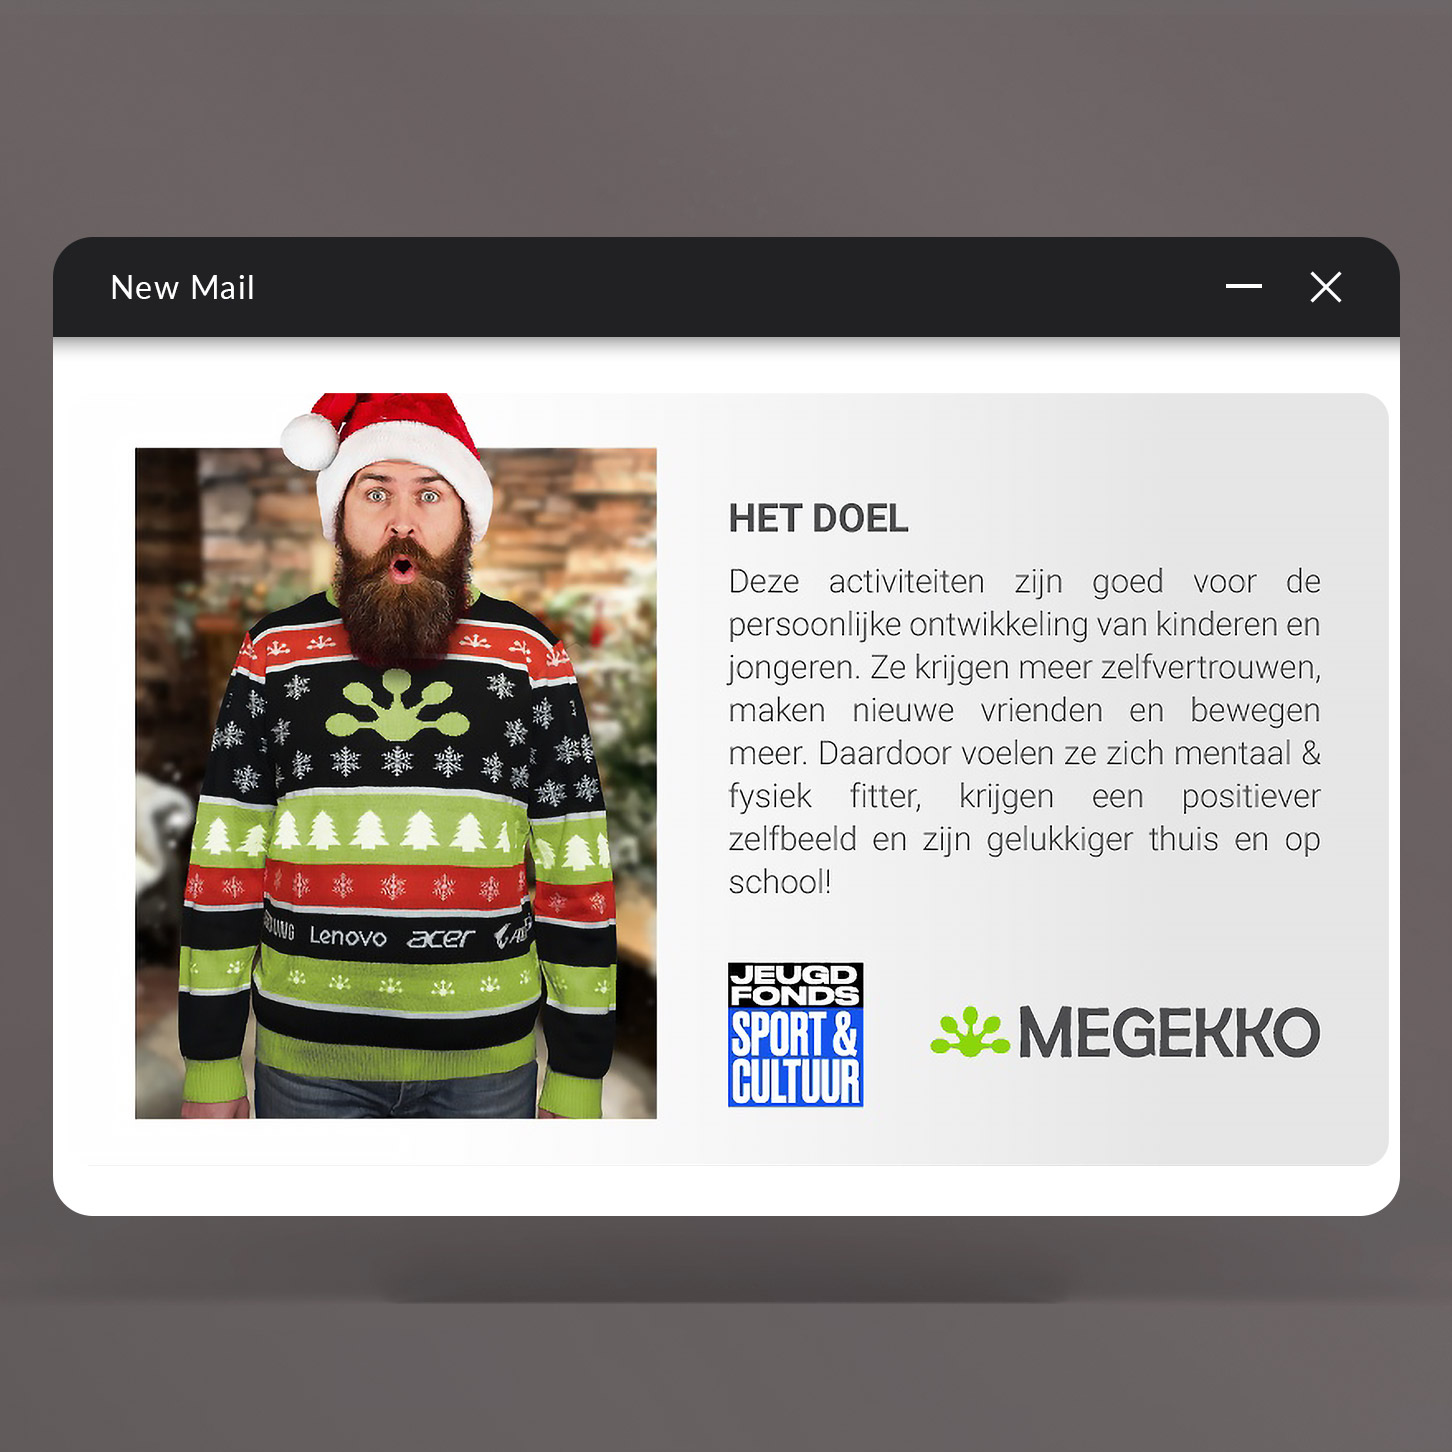 New Mail
HET DOEL
Deze activiteiten zijn goed voor de
persoonlijke ontwikkeling van kinderen en
jongeren. Ze krijgen meer zelfvertrouwen,
maken nieuwe vrienden en bewegen
meer. Daardoor voelen ze zich mentaal &
fysiek fitter, krijgen een positiever
zelfbeeld en zijn gelukkiger thuis en op
school!
Lenovo acer
JEUGD
FONDS
SPORT &
CULTUUR
MEGEKKO